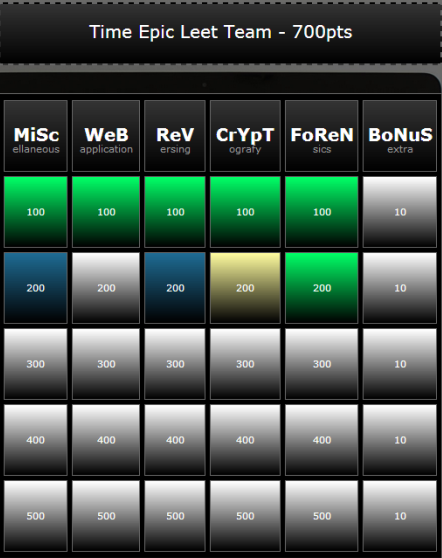 Time Epic Leet Team - 700pts
MiSc WeB ReV CrYpT FoReN BoNuS
ellaneous application ersing ografy sics extra
100 100 100 100 100 10
200 200 200 200 200 10
300 300 300 300 300 10
400 400 400 400 400 10
500 500 500 500 500 10